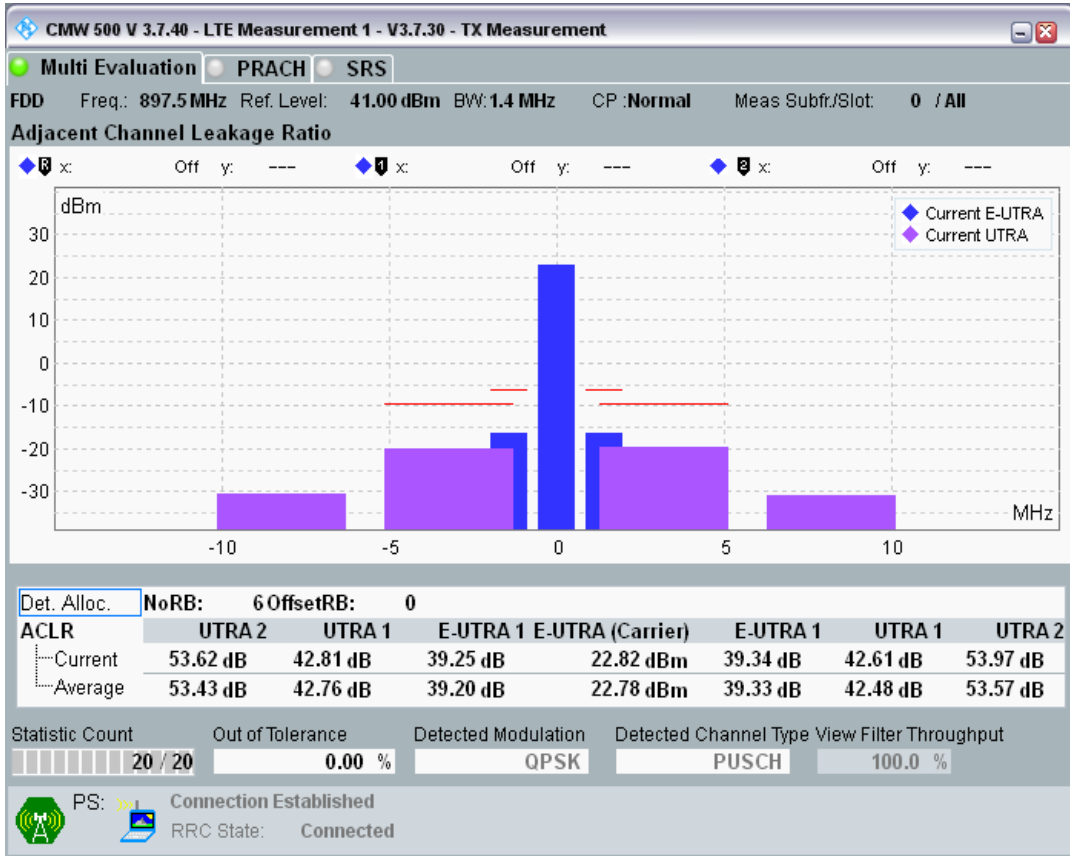 CMW 500 V 3.7.40 - LTE Measurement 1 - V3.7.30 - TX Measurement
Multi Evaluation PRACH SRS
FDD Freq.: 897.5 MHz Ref. Level: 41.00 dBm BW: 1.4 MHz CP :Normal Meas Subfr./Slot: 0 / All
Adjacent Channel Leakage Ratio
R x: Off y: --- 1 x: Off y: --- 2 x: Off y: ---
dBm
Current E-UTRA
Current UTRA
30
20
10
0
-10
-20
-30
MHz
-10 -5 0 5 10
Det. Alloc. NoRB: 6 OffsetRB: 0
ACLR UTRA 2 UTRA 1 E-UTRA 1 E-UTRA (Carrier) E-UTRA 1 UTRA 1 UTRA 2
Current 53.62 dB 42.81 dB 39.25 dB 22.82 dBm 39.34 dB 42.61 dB 53.97 dB
Average 53.43 dB 42.76 dB 39.20 dB 22.78 dBm 39.33 dB 42.48 dB 53.57 dB
Statistic Count Out of Tolerance Detected Modulation Detected Channel Type View Filter Throughput
20 / 20 0.00 % QPSK PUSCH 100.0 %
PS: Connection Established
RRC State: Connected